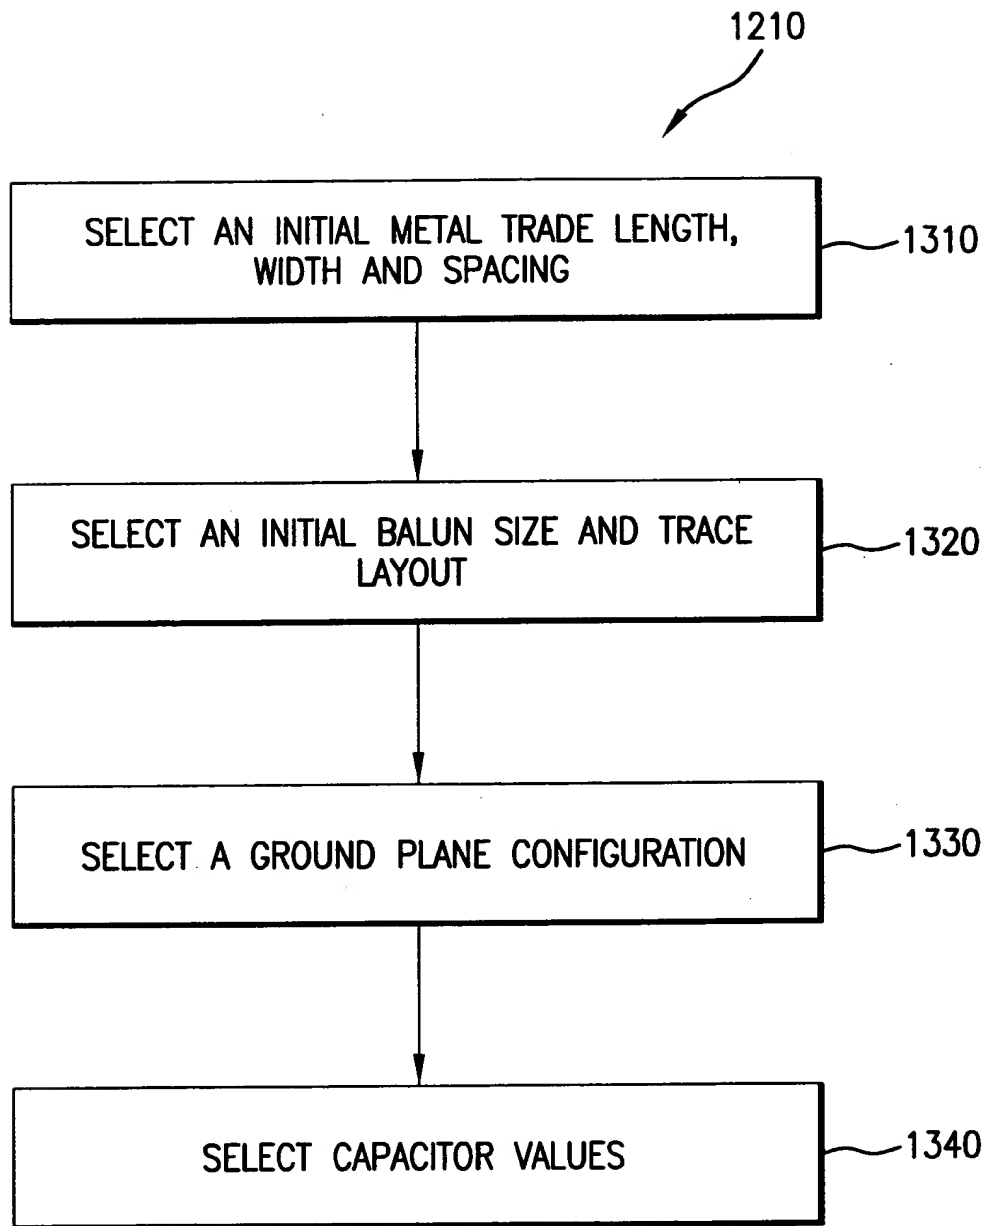 1210
SELECT AN INITIAL METAL TRADE LENGTH,
WIDTH AND SPACING
1310
SELECT AN INITIAL BALUN SIZE AND TRACE
LAYOUT
1320
SELECT A GROUND PLANE CONFIGURATION
1330
SELECT CAPACITOR VALUES
1340